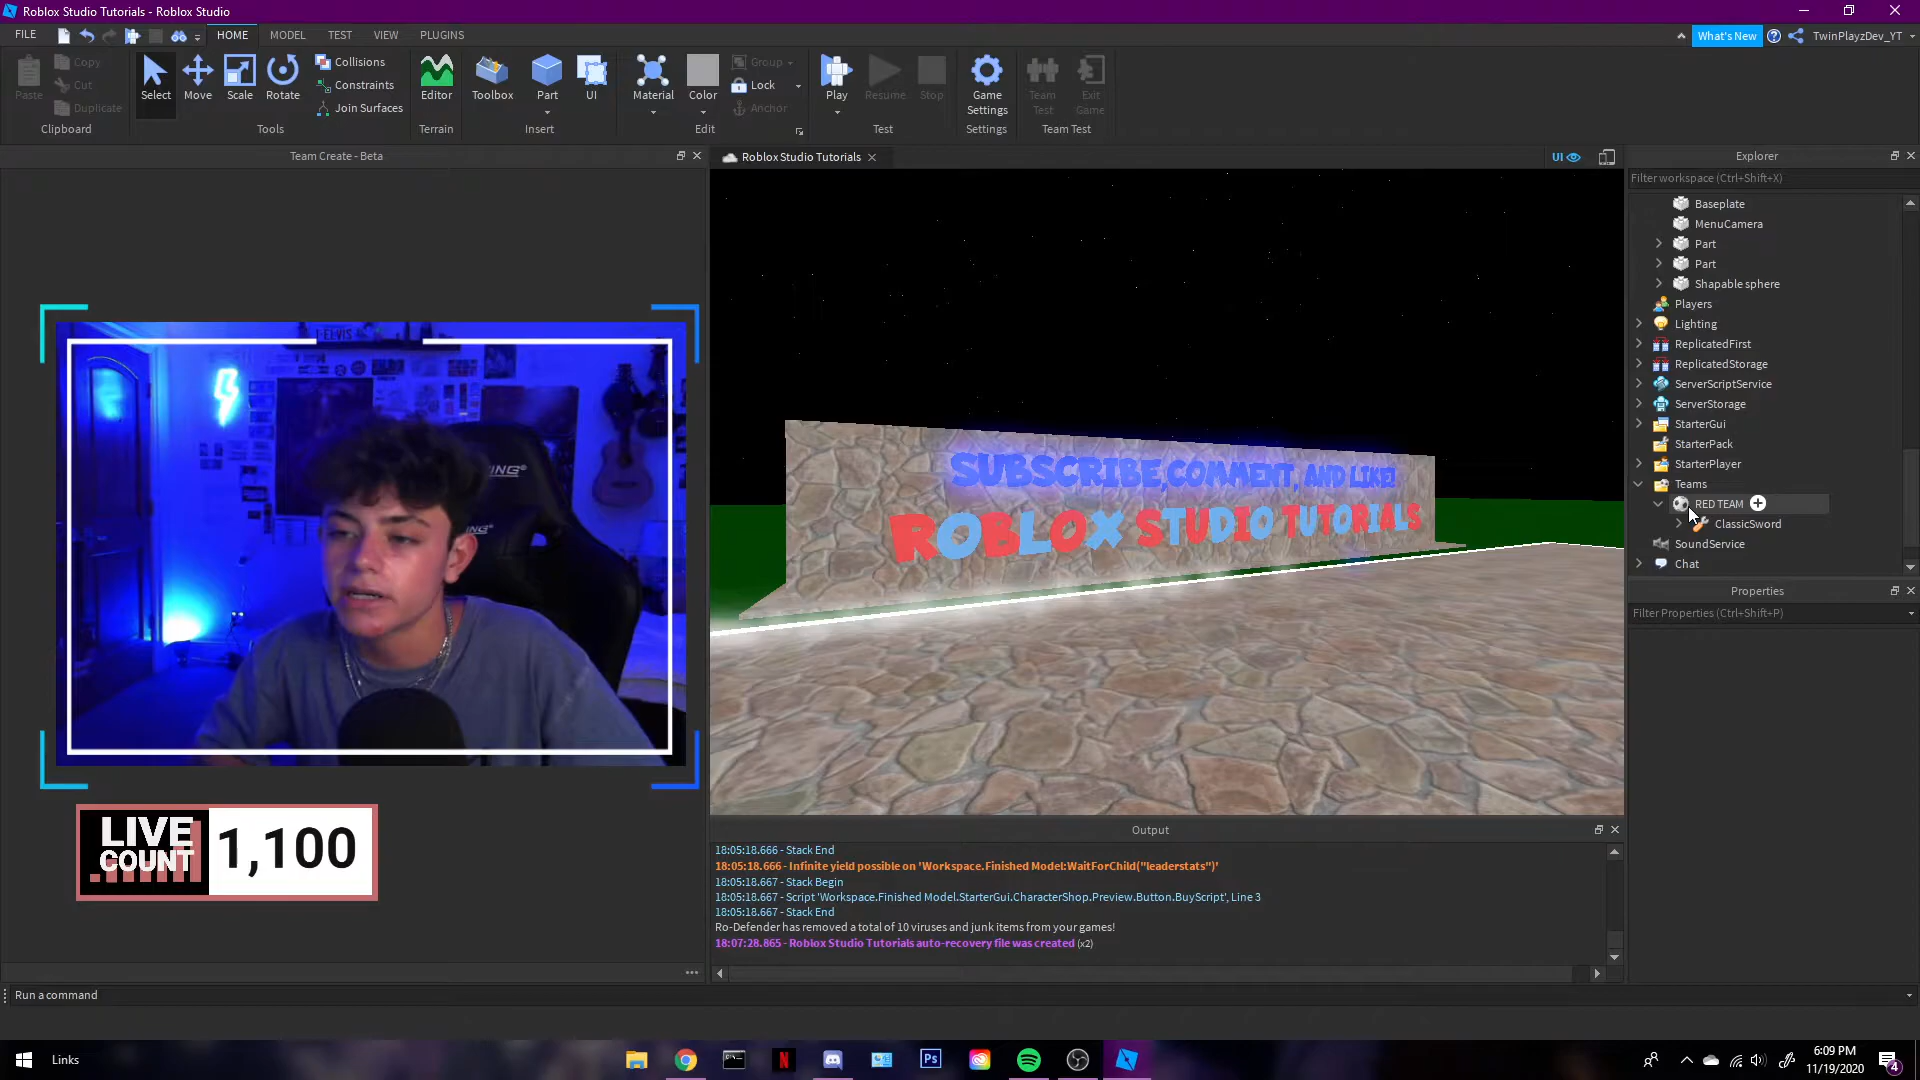 Roblox Studio Tutorials - Roblox Studio
FILE
HOME
MODEL
TEST
VIEW
PLUGINS
What's New
TwinPlayzDev_YT
Paste
Copy
Cut
Duplicate
Clipboard
Select
Move
Scale
Rotate
Collisions
Constraints
Join Surfaces
Tools
Editor
Terrain
Toolbox
Part
UI
Insert
Material
Color
Group
Lock
Anchor
Edit
Play
Resume
Stop
Test
Game Settings
Settings
Team Test
Exit Game
Team Test
Team Create - Beta
Roblox Studio Tutorials
UI
Explorer
Filter workspace (Ctrl+Shift+X)
Baseplate
MenuCamera
Part
Part
Shapable sphere
Players
Lighting
ReplicatedFirst
ReplicatedStorage
ServerScriptService
ServerStorage
StarterGui
StarterPack
StarterPlayer
Teams
RED TEAM
ClassicSword
SoundService
Chat
Properties
Filter Properties (Ctrl+Shift+P)
SUBSCRIBE,COMMENT, AND LIKE!
ROBLOX STUDIO TUTORIALS
LIVE COUNT
1,100
Output
18:05:18.666 - Stack End
18:05:18.666 - Infinite yield possible on 'Workspace.Finished Model:WaitForChild("leaderstats")'
18:05:18.667 - Stack Begin
18:05:18.667 - Script 'Workspace.Finished Model.StarterGui.CharacterShop.Preview.Button.BuyScript', Line 3
18:05:18.667 - Stack End
Ro-Defender has removed a total of 10 viruses and junk items from your games!
18:07:28.865 - Roblox Studio Tutorials auto-recovery file was created (x2)
Run a command
Links
Ps
6:09 PM
11/19/2020
4